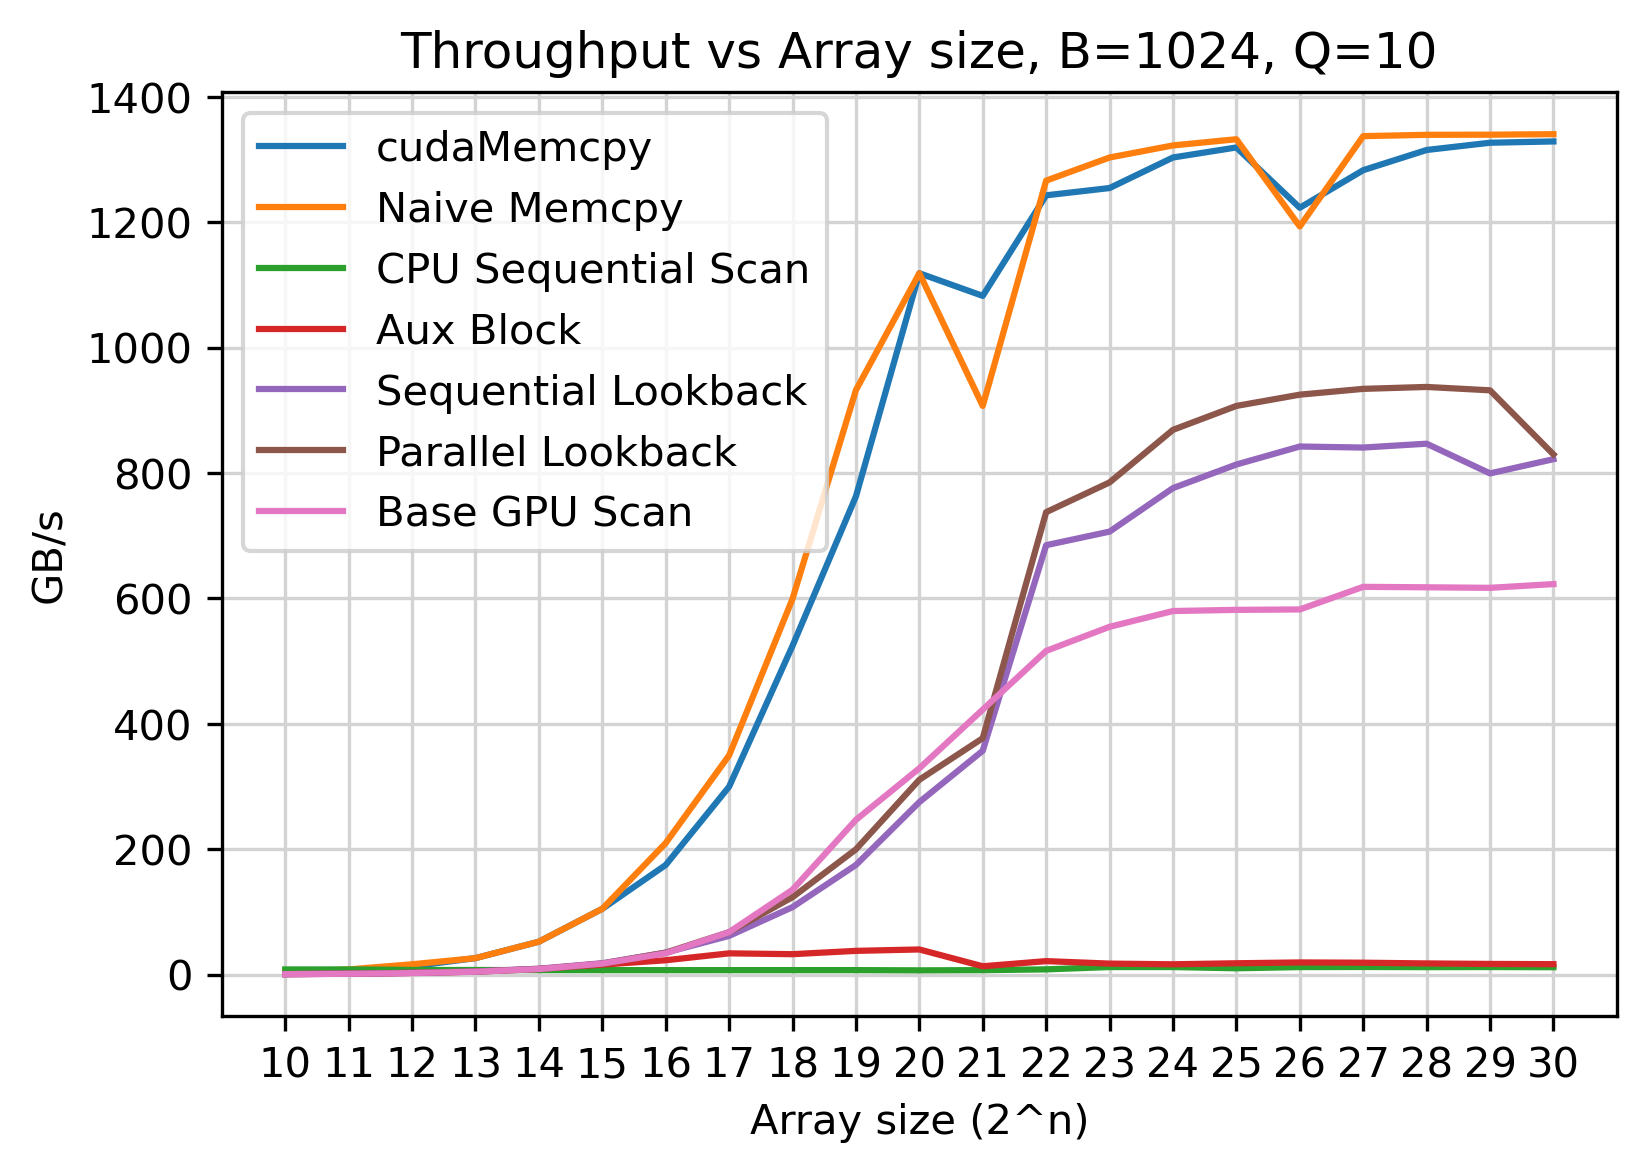 Throughput vs Array size, B=1024, Q=10
1400
1200
1000
800
600
400
200
0
GB/s
cudaMemcpy
Naive Memcpy
CPU Sequential Scan
Aux Block
Sequential Lookback
Parallel Lookback
Base GPU Scan
10 11 12 13 14 15 16 17 18 19 20 21 22 23 24 25 26 27 28 29 30
Array size (2^n)